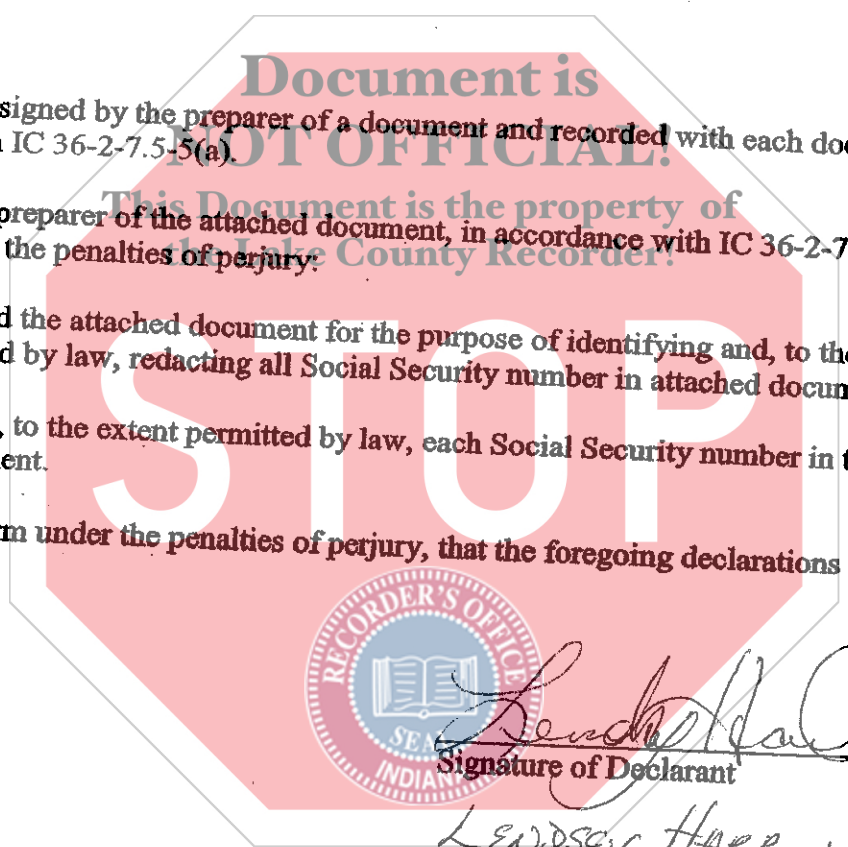 Document is
signed by the preparer of a document and recorded with each doc
IC 36-2-7.5-5(a).
NOT OFFICIAL!
This Document is the property of
preparer of the attached document, in accordance with IC 36-2-7
the Lake County Recorder!
the penalties of perjury:
d the attached document for the purpose of identifying and, to the
d by law, redacting all Social Security number in attached docum
STOP
, to the extent permitted by law, each Social Security number in t
ent.
m under the penalties of perjury, that the foregoing declarations
RECORDER'S OFFICE
SEAL
INDIANA
Signature of Declarant